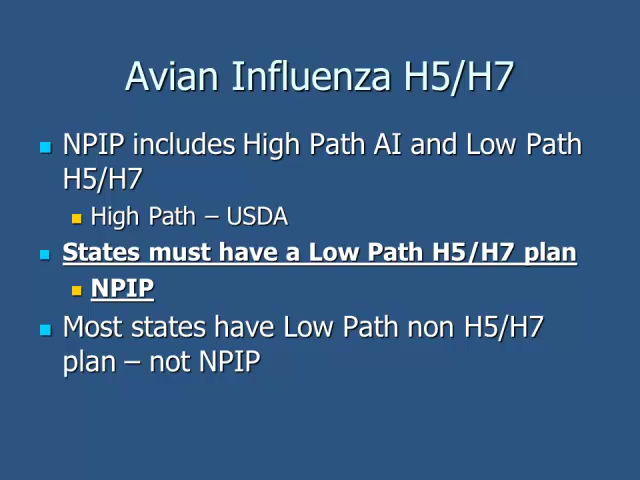 Avian Influenza H5/H7
NPIP includes High Path AI and Low Path
H5/H7
High Path – USDA
States must have a Low Path H5/H7 plan
NPIP
Most states have Low Path non H5/H7
plan – not NPIP